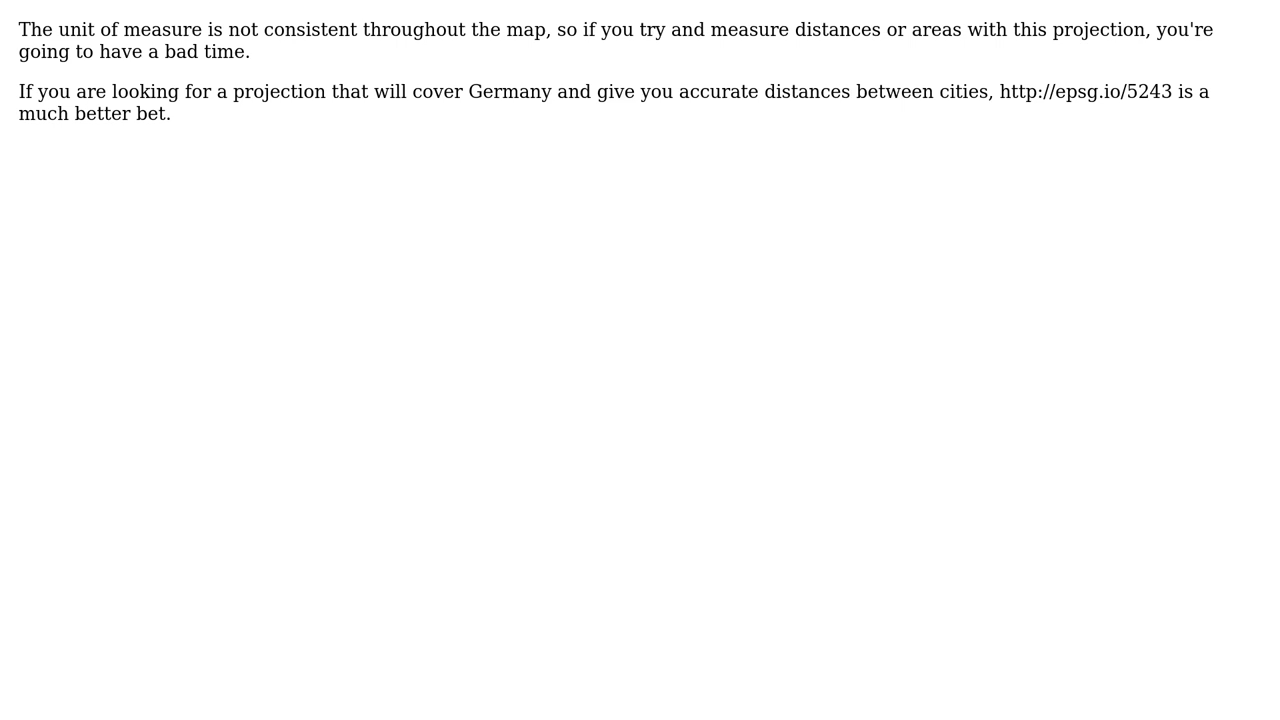 The unit of measure is not consistent throughout the map, so if you try and measure distances or areas with this projection, you're
going to have a bad time.
If you are looking for a projection that will cover Germany and give you accurate distances between cities, http://epsg.io/5243 is a
much better bet.